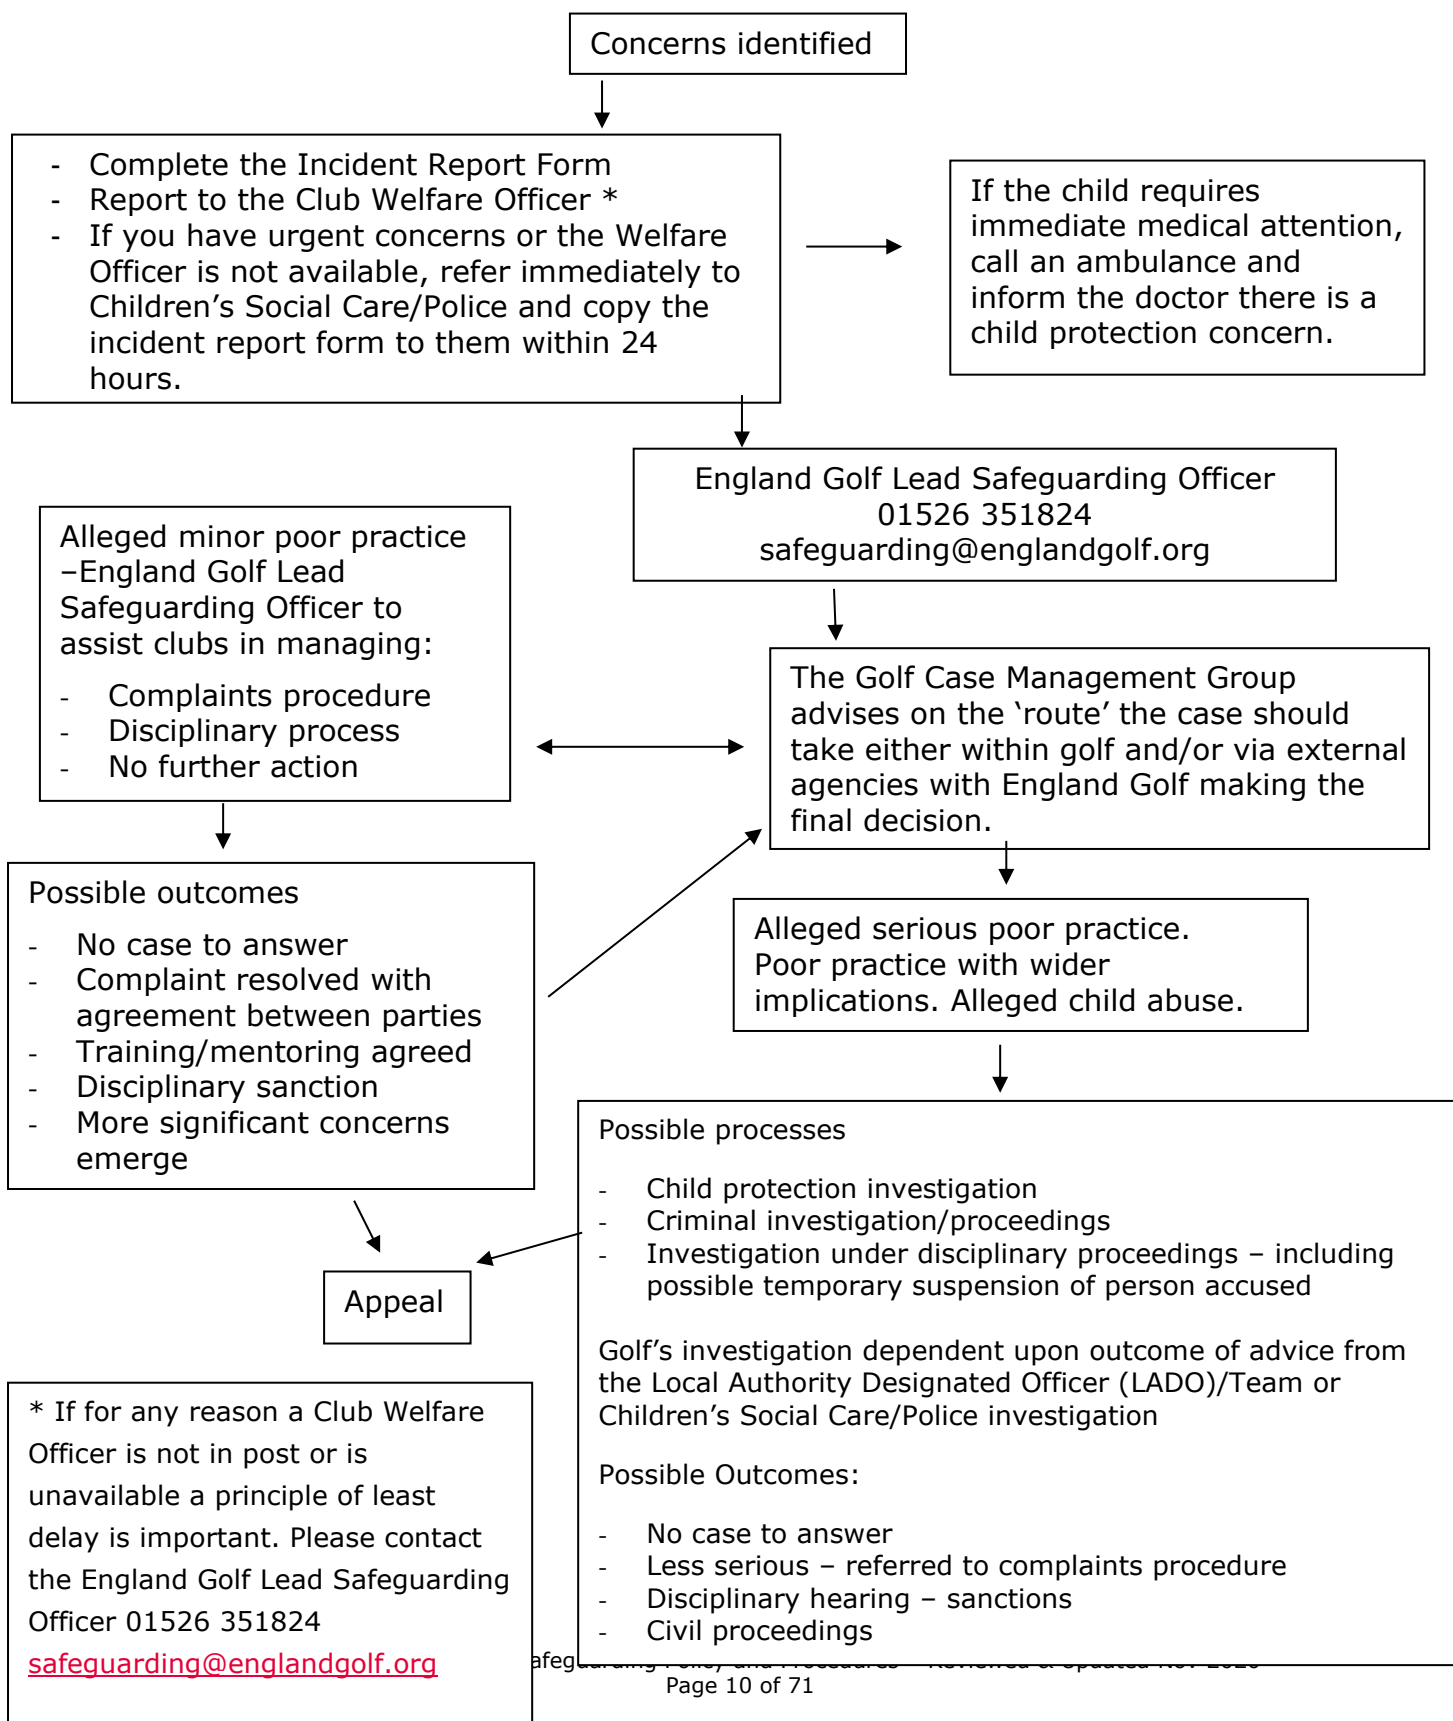 Concerns identified
- Complete the Incident Report Form
- Report to the Club Welfare Officer *
- If you have urgent concerns or the Welfare
Officer is not available, refer immediately to
Children’s Social Care/Police and copy the
incident report form to them within 24
hours.
If the child requires
immediate medical attention,
call an ambulance and
inform the doctor there is a
child protection concern.
England Golf Lead Safeguarding Officer
01526 351824
safeguarding@englandgolf.org
Alleged minor poor practice
–England Golf Lead
Safeguarding Officer to
assist clubs in managing:
- Complaints procedure
- Disciplinary process
- No further action
The Golf Case Management Group
advises on the ‘route’ the case should
take either within golf and/or via external
agencies with England Golf making the
final decision.
Possible outcomes
- No case to answer
- Complaint resolved with
agreement between parties
- Training/mentoring agreed
- Disciplinary sanction
- More significant concerns
emerge
Alleged serious poor practice.
Poor practice with wider
implications. Alleged child abuse.
Possible processes
- Child protection investigation
- Criminal investigation/proceedings
- Investigation under disciplinary proceedings – including
possible temporary suspension of person accused
Golf’s investigation dependent upon outcome of advice from
the Local Authority Designated Officer (LADO)/Team or
Children’s Social Care/Police investigation
Possible Outcomes:
- No case to answer
- Less serious – referred to complaints procedure
- Disciplinary hearing – sanctions
- Civil proceedings
Appeal
* If for any reason a Club Welfare
Officer is not in post or is
unavailable a principle of least
delay is important. Please contact
the England Golf Lead Safeguarding
Officer 01526 351824
safeguarding@englandgolf.org
Page 10 of 71